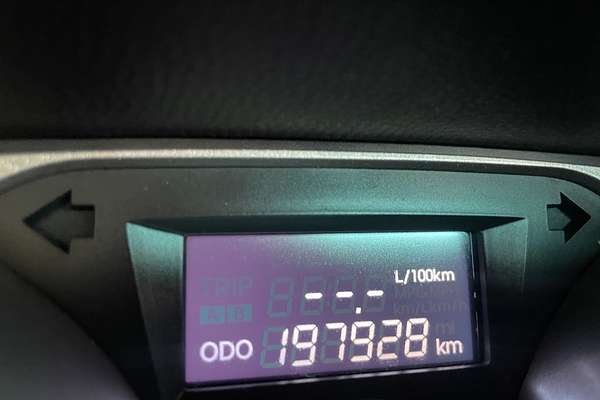 TRIP
L/100km
A B
--.-
ODO 197928 km